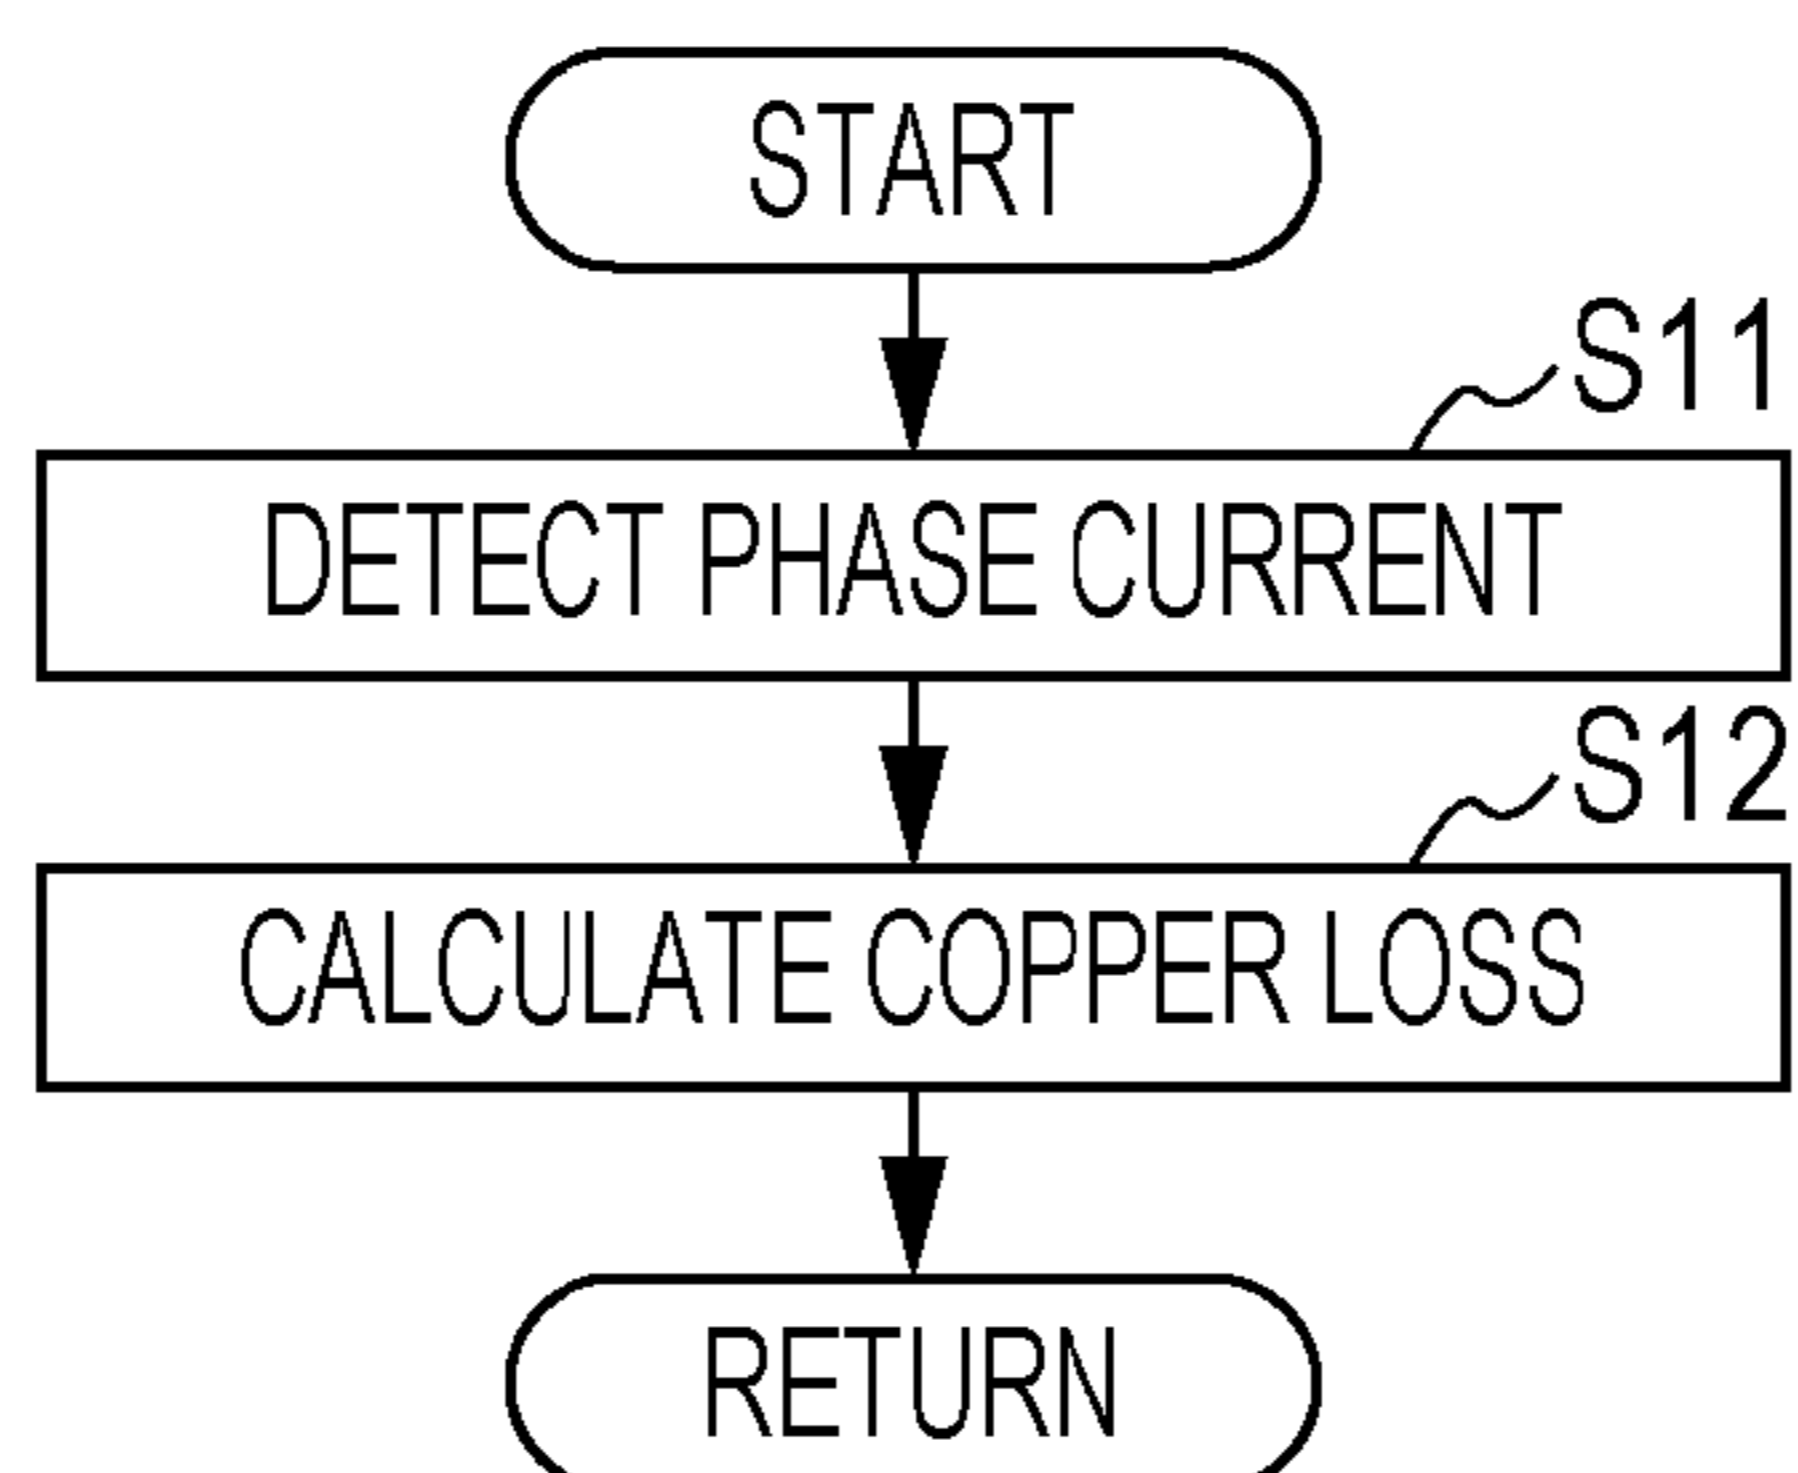 START
S11
DETECT PHASE CURRENT
S12
CALCULATE COPPER LOSS
RETURN